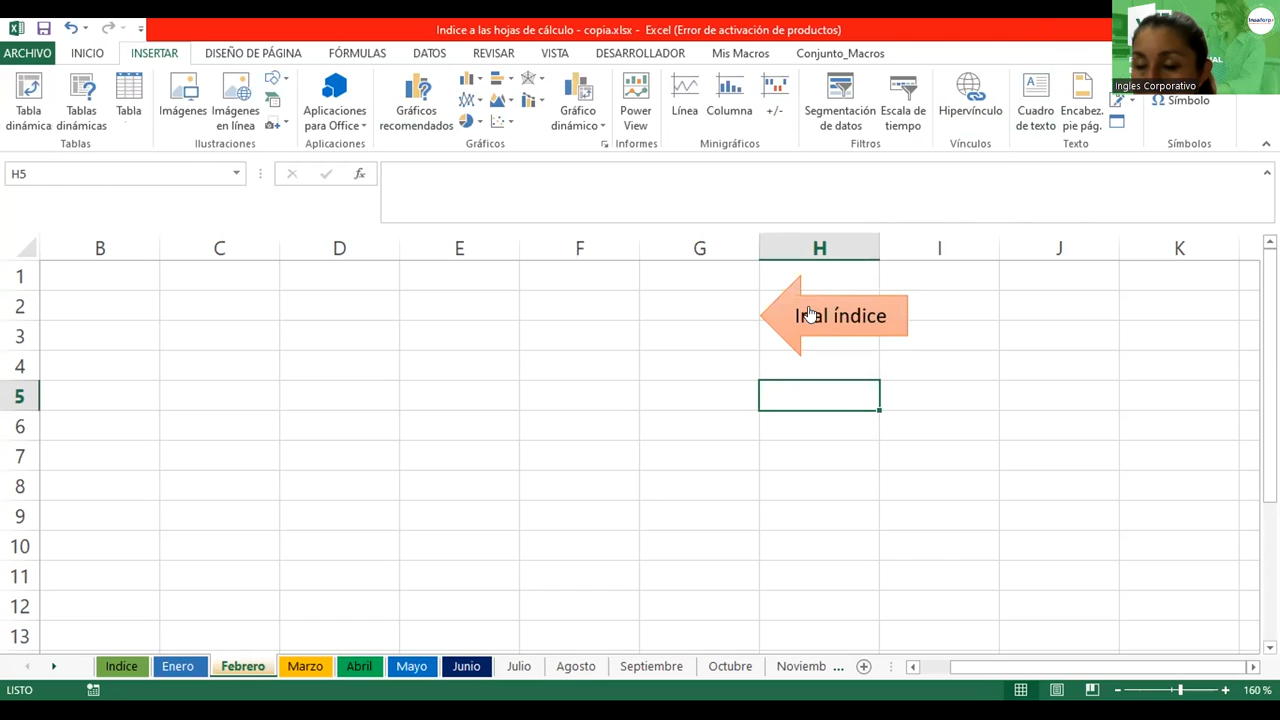 Indice a las hojas de cálculo - copia.xlsx - Excel (Error de activación de productos)
ARCHIVO INICIO INSERTAR DISEÑO DE PÁGINA FÓRMULAS DATOS REVISAR VISTA DESARROLLADOR Mis Macros Conjunto_Macros
Ingles Corporativo
Tabla dinámica
Tablas dinámicas
Tabla
Imágenes
Imágenes en línea
Aplicaciones para Office
Gráficos recomendados
Gráfico dinámico
Power View
Línea
Columna
+/-
Segmentación de datos
Escala de tiempo
Hipervínculo
Cuadro de texto
Encabez. pie pág.
Ω Símbolo
Tablas Ilustraciones Aplicaciones Gráficos Informes Minigráficos Filtros Vínculos Texto Símbolos
H5 fx
B C D E F G H I J K
1
2
Ir al índice
3
4
5
6
7
8
9
10
11
12
13
Indice Enero Febrero Marzo Abril Mayo Junio Julio Agosto Septiembre Octubre Noviemb ...
LISTO 160 %